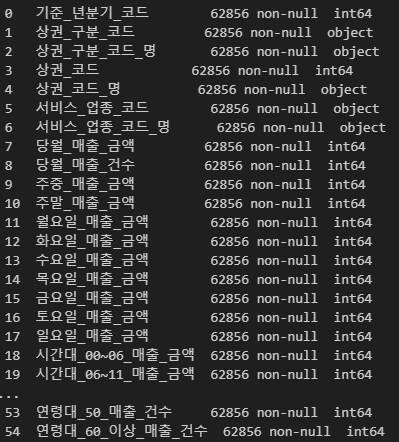 0 기준_년분기_코드 62856 non-null int64
1 상권_구분_코드 62856 non-null object
2 상권_구분_코드_명 62856 non-null object
3 상권_코드 62856 non-null int64
4 상권_코드_명 62856 non-null object
5 서비스_업종_코드 62856 non-null object
6 서비스_업종_코드_명 62856 non-null object
7 당월_매출_금액 62856 non-null int64
8 당월_매출_건수 62856 non-null int64
9 주중_매출_금액 62856 non-null int64
10 주말_매출_금액 62856 non-null int64
11 월요일_매출_금액 62856 non-null int64
12 화요일_매출_금액 62856 non-null int64
13 수요일_매출_금액 62856 non-null int64
14 목요일_매출_금액 62856 non-null int64
15 금요일_매출_금액 62856 non-null int64
16 토요일_매출_금액 62856 non-null int64
17 일요일_매출_금액 62856 non-null int64
18 시간대_00~06_매출_금액 62856 non-null int64
19 시간대_06~11_매출_금액 62856 non-null int64
...
53 연령대_50_매출_건수 62856 non-null int64
54 연령대_60_이상_매출_건수 62856 non-null int64